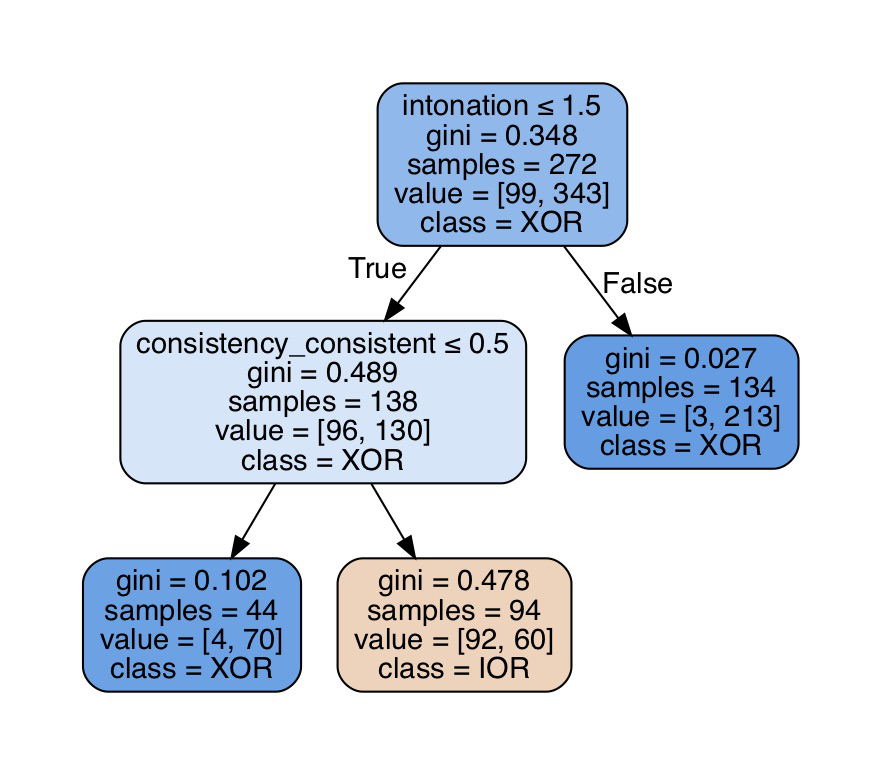 intonation ≤ 1.5
gini = 0.348
samples = 272
value = [99, 343]
class = XOR
True
False
consistency_consistent ≤ 0.5
gini = 0.489
samples = 138
value = [96, 130]
class = XOR
gini = 0.027
samples = 134
value = [3, 213]
class = XOR
gini = 0.102
samples = 44
value = [4, 70]
class = XOR
gini = 0.478
samples = 94
value = [92, 60]
class = IOR